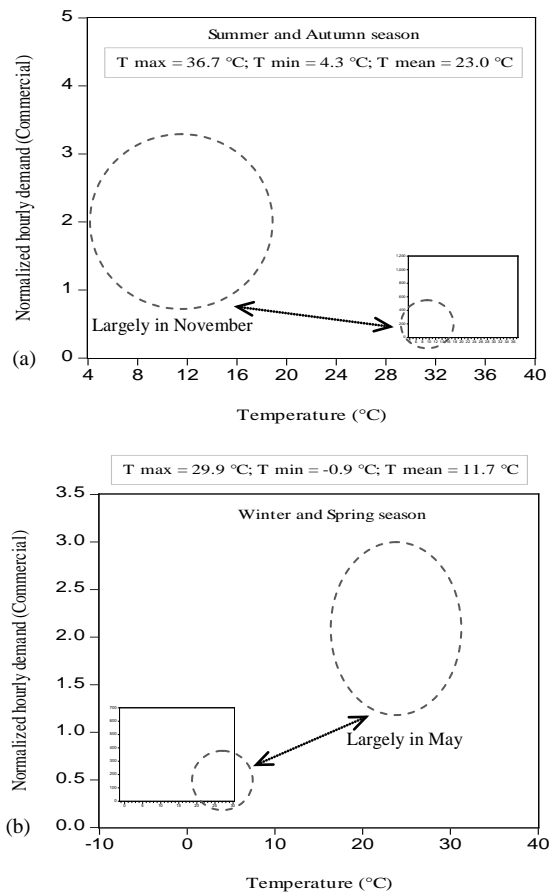 Summer and Autumn season
T max = 36.7 °C; T min = 4.3 °C; T mean = 23.0 °C
Normalized hourly demand (Commercial)
5
4
3
2
1
0
Largely in November
(a)
4 8 12 16 20 24 28 32 36 40
Temperature (°C)
T max = 29.9 °C; T min = -0.9 °C; T mean = 11.7 °C
Winter and Spring season
Normalized hourly demand (Commercial)
3.5
3.0
2.5
2.0
1.5
1.0
0.5
0.0
Largely in May
(b)
-10 0 10 20 30 40
Temperature (°C)